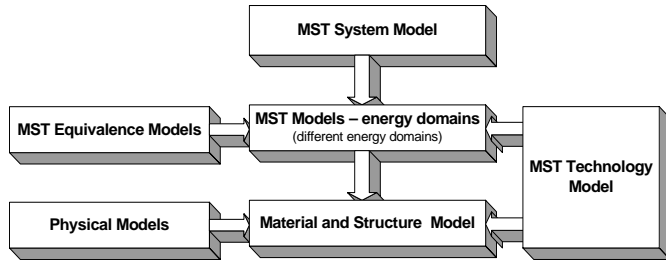 MST System Model
MST Equivalence Models
MST Models – energy domains
(different energy domains)
MST Technology
Model
Physical Models
Material and Structure Model